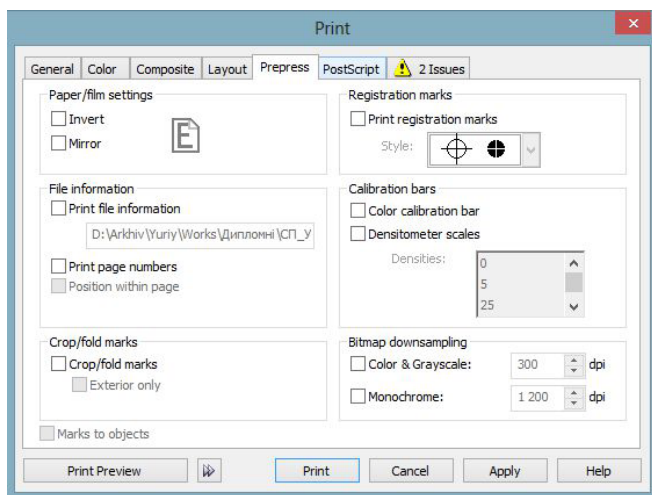 Print
General Color Composite Layout Prepress PostScript 2 Issues
Paper/film settings
Invert
Mirror
E
File information
Print file information
D:\Arkhiv\Yuriy\Works\Дипломні\СП_У
Print page numbers
Position within page
Crop/fold marks
Crop/fold marks
Exterior only
Marks to objects
Registration marks
Print registration marks
Style:
Calibration bars
Color calibration bar
Densitometer scales
Densities:
0
5
25
Bitmap downsampling
Color & Grayscale: 300 dpi
Monochrome: 1 200 dpi
Print Preview Print Cancel Apply Help